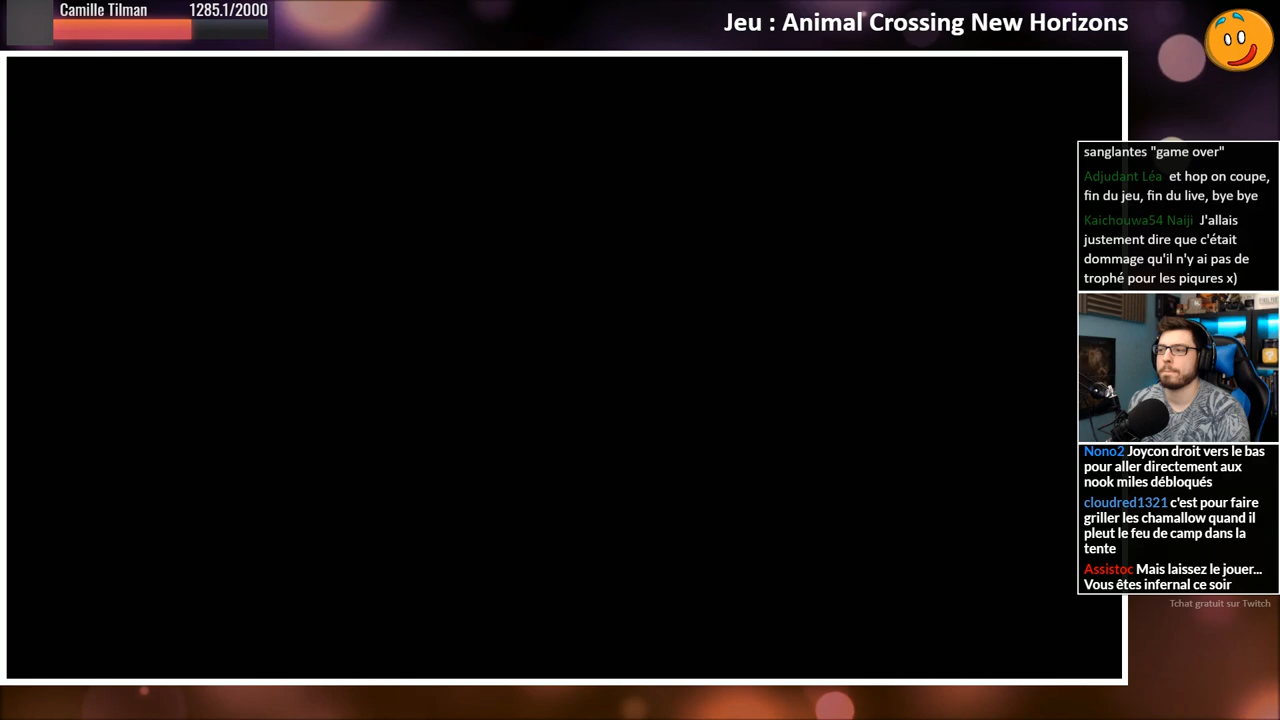 Camille Tilman 1285.1/2000
Jeu : Animal Crossing New Horizons
sanglantes "game over"
Adjudant Léa et hop on coupe,
fin du jeu, fin du live, bye bye
Kaichouwa54 Naiji J'allais
justement dire que c'était
dommage qu'il n'y ai pas de
trophé pour les piqures x)
Nono2 Joycon droit vers le bas
pour aller directement aux
nook miles débloqués
cloudred1321 c'est pour faire
griller les chamallow quand il
pleut le feu de camp dans la
tente
Assistoc Mais laissez le jouer...
Vous êtes infernal ce soir
Tchat gratuit sur Twitch